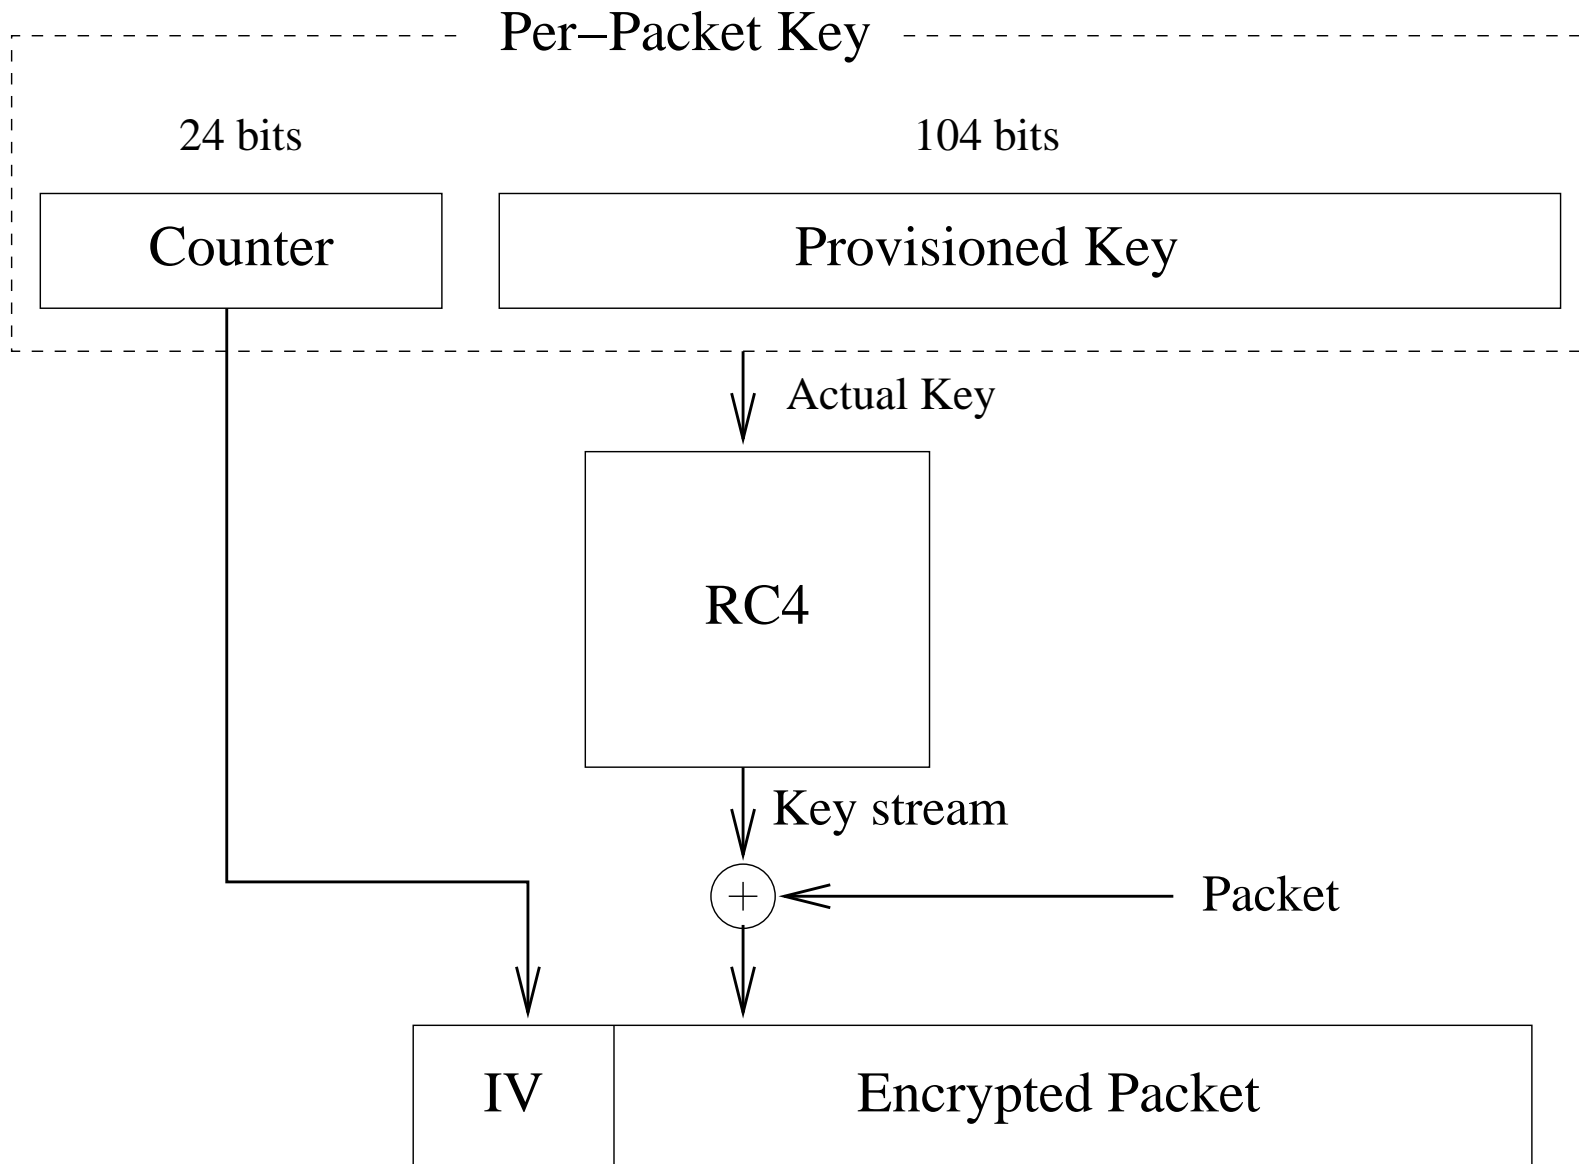 Per–Packet Key
24 bits
104 bits
Counter
Provisioned Key
Actual Key
RC4
Key stream
+
Packet
IV
Encrypted Packet